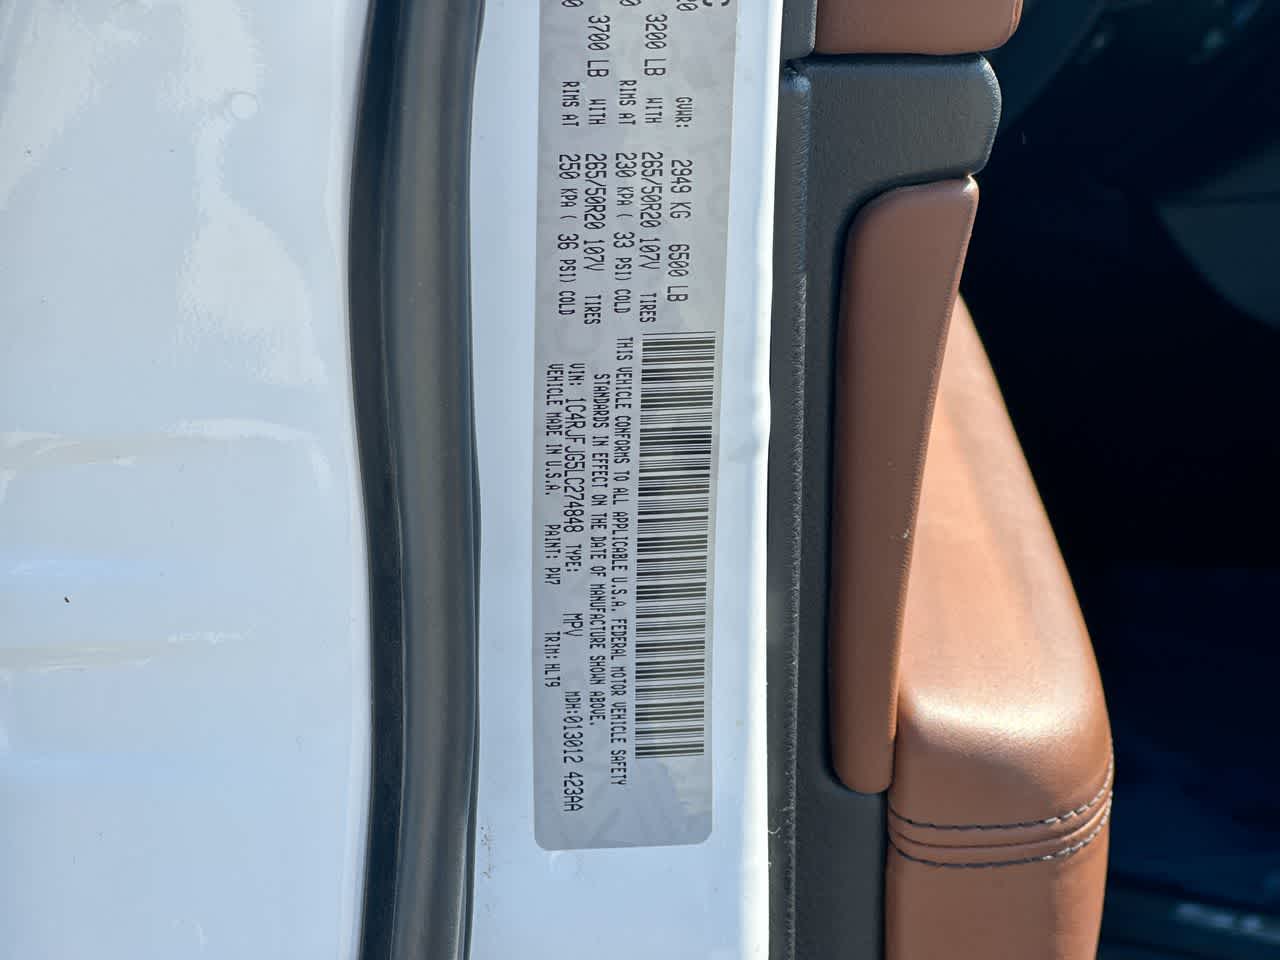 GVWR: 2949 KG 6500 LB
3200 LB WITH 265/50R20 107V TIRES
RIMS AT 230 KPA ( 33 PSI) COLD
3700 LB WITH 265/50R20 107V TIRES
RIMS AT 250 KPA ( 36 PSI) COLD
THIS VEHICLE CONFORMS TO ALL APPLICABLE U.S.A. FEDERAL MOTOR VEHICLE SAFETY
STANDARDS IN EFFECT ON THE DATE OF MANUFACTURE SHOWN ABOVE.
VIN: 1C4RJFJG5LC274848 TYPE: MPV MDH:013012 423AA
VEHICLE MADE IN U.S.A. PAINT: PW7 TRIM:HLT9